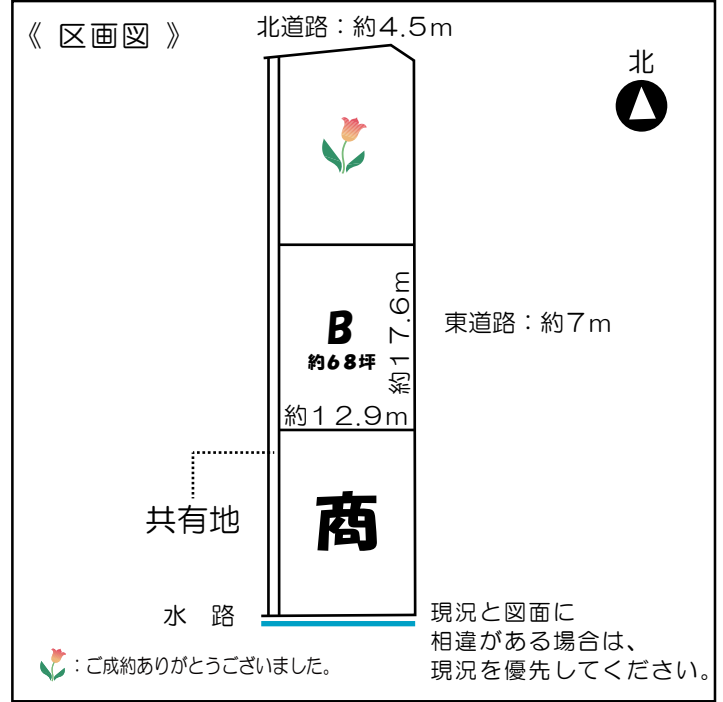 《 区画図 》
北道路：約4.5m
北
B
約68坪
約17.6m
約12.9m
東道路：約7m
共有地
商
水 路
現況と図面に
相違がある場合は、
現況を優先してください。
：ご成約ありがとうございました。